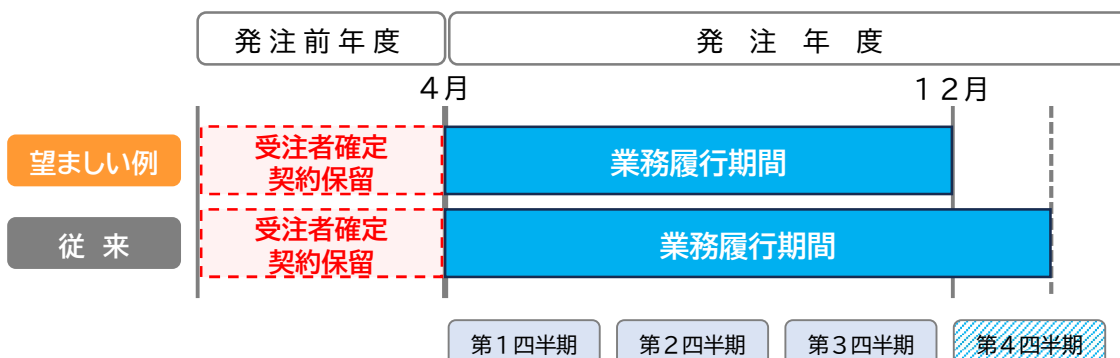 発注前年度
発注年度
4月
12月
望ましい例
受注者確定
契約保留
業務履行期間
従来
受注者確定
契約保留
業務履行期間
第1四半期
第2四半期
第3四半期
第4四半期